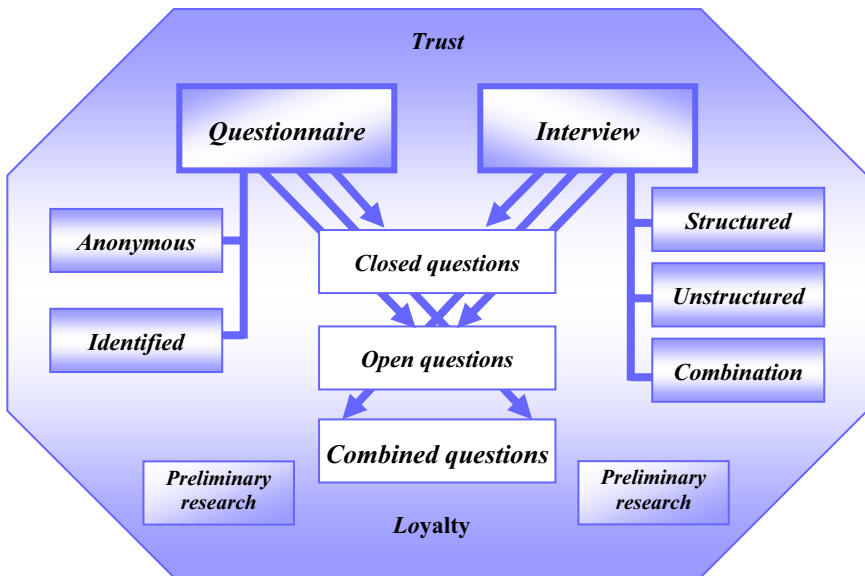 Trust
Questionnaire
Interview
Anonymous
Structured
Closed questions
Unstructured
Identified
Open questions
Combination
Combined questions
Preliminary
research
Preliminary
research
Loyalty